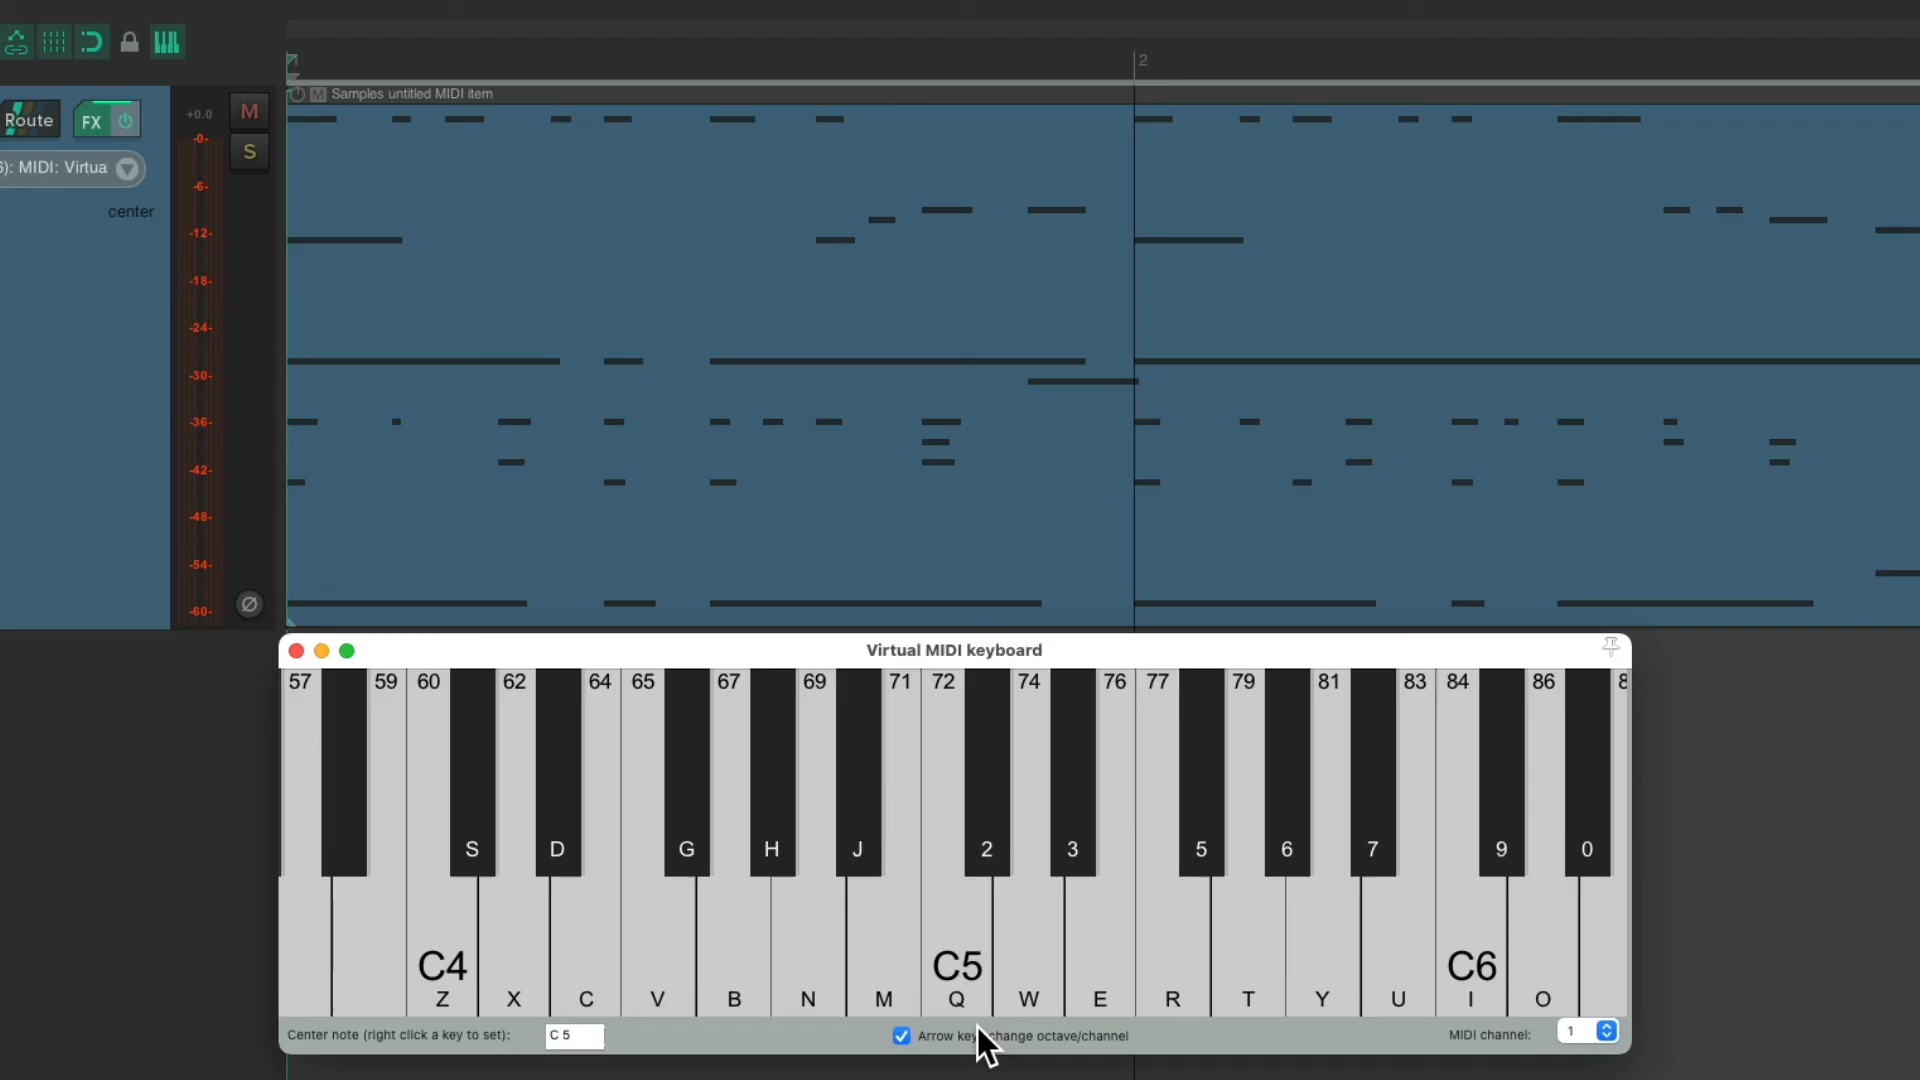 2
Samples untitled MIDI item
Route FX +0.0 M
-0-
S
6): MIDI: Virtua
-6-
center
-12-
-18-
-24-
-30-
-36-
-42-
-48-
-54-
-60-
Virtual MIDI keyboard
57 59 60 62 64 65 67 69 71 72 74 76 77 79 81 83 84 86 8
S D G H J 2 3 5 6 7 9 0
C4 C5 C6
Z X C V B N M Q W E R T Y U I O
Center note (right click a key to set): C 5 Arrow key change octave/channel MIDI channel: 1